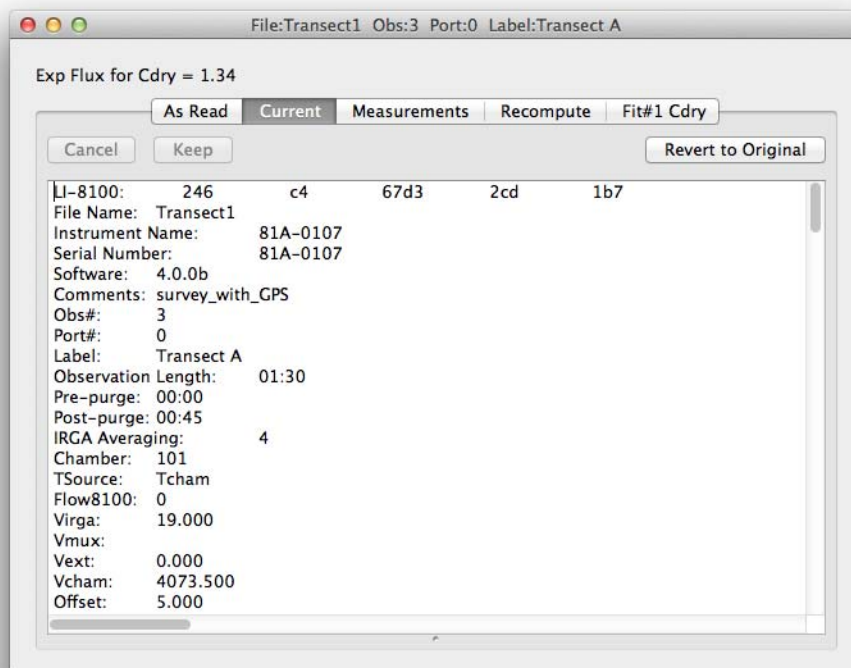 File:Transect1 Obs:3 Port:0 Label:Transect A
Exp Flux for Cdry = 1.34
As Read Current Measurements Recompute Fit#1 Cdry
Cancel Keep Revert to Original
LI-8100: 246 c4 67d3 2cd 1b7
File Name: Transect1
Instrument Name: 81A-0107
Serial Number: 81A-0107
Software: 4.0.0b
Comments: survey_with_GPS
Obs#: 3
Port#: 0
Label: Transect A
Observation Length: 01:30
Pre-purge: 00:00
Post-purge: 00:45
IRGA Averaging: 4
Chamber: 101
TSource: Tcham
Flow8100: 0
Virga: 19.000
Vmux:
Vext: 0.000
Vcham: 4073.500
Offset: 5.000